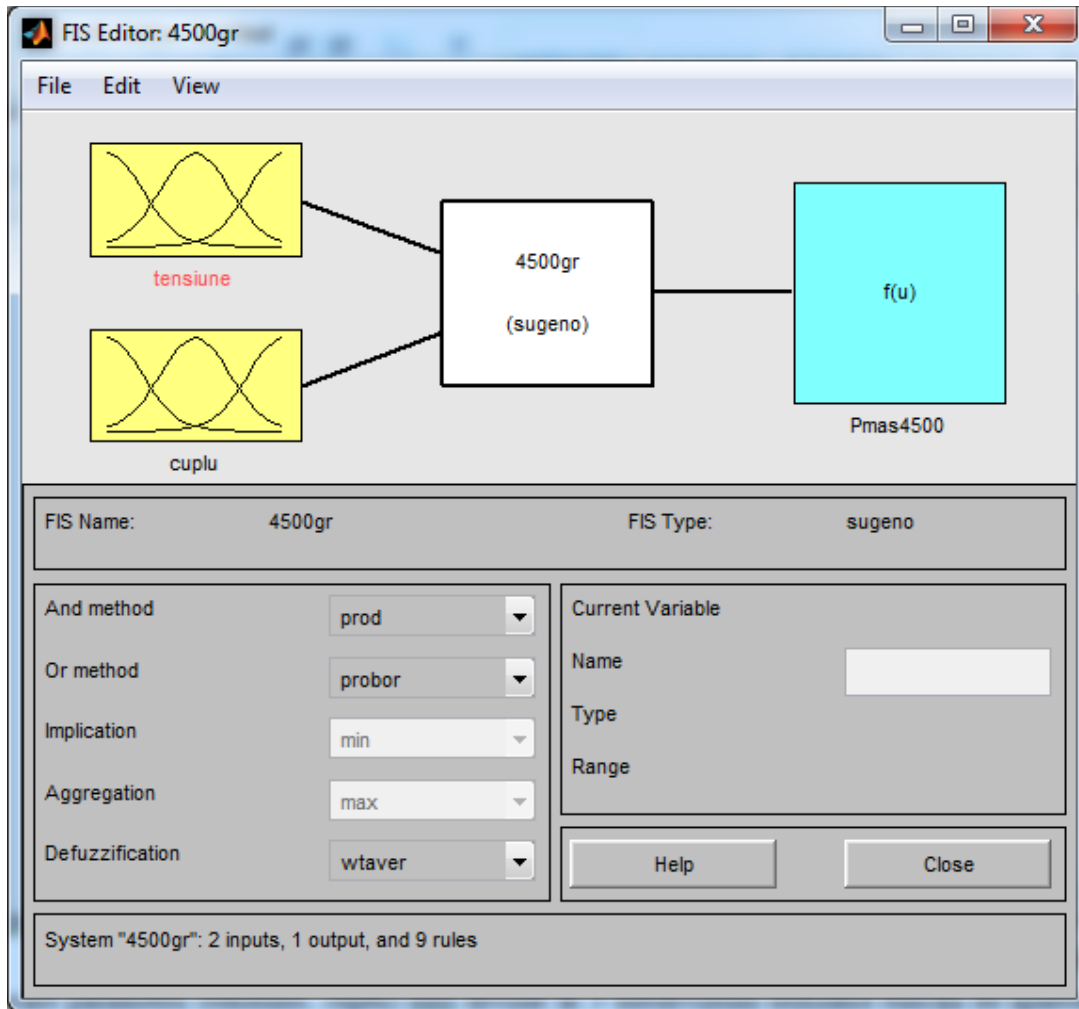 FIS Editor: 4500gr
File Edit View
tensiune
cuplu
4500gr
(sugeno)
f(u)
Pmas4500
FIS Name: 4500gr FIS Type: sugeno
And method prod
Or method probor
Implication min
Aggregation max
Defuzzification wtaver
Current Variable
Name
Type
Range
Help Close
System "4500gr": 2 inputs, 1 output, and 9 rules